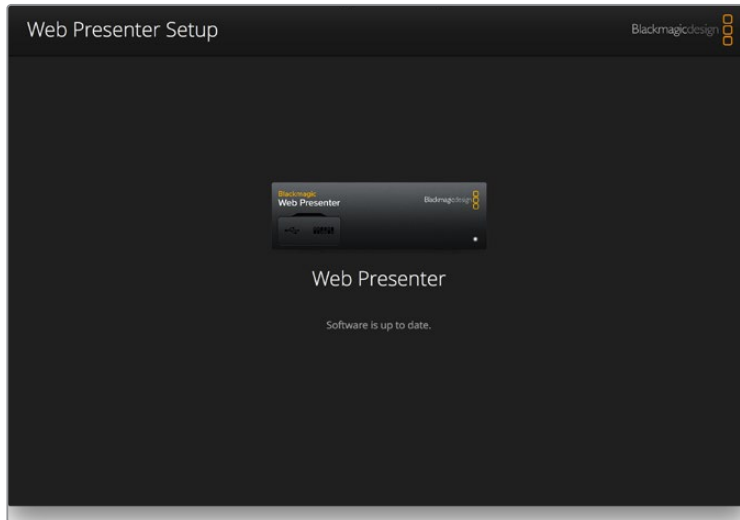 Web Presenter Setup
Blackmagicdesign
Blackmagic
Web Presenter
Blackmagicdesign
Web Presenter
Software is up to date.